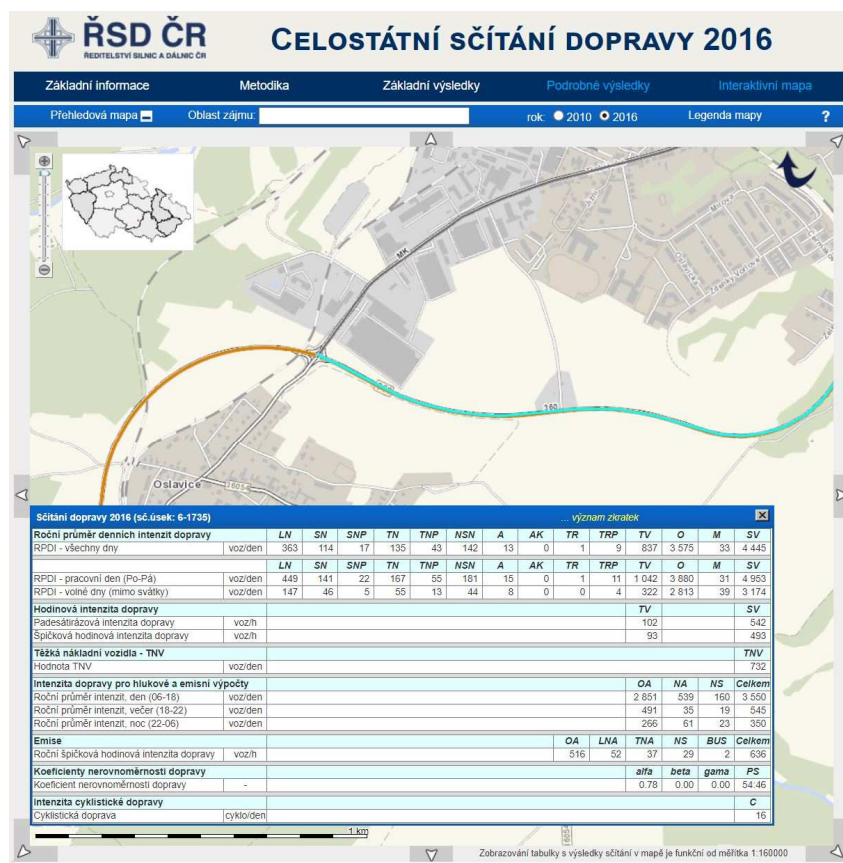 ŘSD ČR
ŘEDITELSTVÍ SILNIC A DÁLNIC ČR
CELOSTÁTNÍ SČÍTÁNÍ DOPRAVY 2016
Základní informace Metodika Základní výsledky Podrobné výsledky Interaktivní mapa
Přehledová mapa Oblast zájmu: rok: 2010 2016 Legenda mapy ?
Mírová
Oslavická
Zdenky Vorlové
MK
160
Oslavice
16054
Sčítání dopravy 2016 (sč.úsek: 6-1735) ... význam zkratek
Roční průměr denních intenzit dopravy LN SN SNP TN TNP NSN A AK TR TRP TV O M SV
RPDI - všechny dny voz/den 363 114 17 135 43 142 13 0 1 9 837 3 575 33 4 445
LN SN SNP TN TNP NSN A AK TR TRP TV O M SV
RPDI - pracovní den (Po-Pá) voz/den 449 141 22 167 55 181 15 0 1 11 1 042 3 880 31 4 953
RPDI - volné dny (mimo svátky) voz/den 147 46 5 55 13 44 8 0 0 4 322 2 813 39 3 174
Hodinová intenzita dopravy TV SV
Padesátirázová intenzita dopravy voz/h 102 542
Špičková hodinová intenzita dopravy voz/h 93 493
Těžká nákladní vozidla - TNV TNV
Hodnota TNV voz/den 732
Intenzita dopravy pro hlukové a emisní výpočty OA NA NS Celkem
Roční průměr intenzit, den (06-18) voz/den 2 851 539 160 3 550
Roční průměr intenzit, večer (18-22) voz/den 491 35 19 545
Roční průměr intenzit, noc (22-06) voz/den 266 61 23 350
Emise OA LNA TNA NS BUS Celkem
Roční špičková hodinová intenzita dopravy voz/h 516 52 37 29 2 636
Koeficienty nerovnoměrnosti dopravy alfa beta gama PS
Koeficient nerovnoměrnosti dopravy - 0.78 0.00 0.00 54:46
Intenzita cyklistické dopravy C
Cyklistická doprava cyklo/den 16
1 km
16054
Zobrazování tabulky s výsledky sčítání v mapě je funkční od měřítka 1:160000